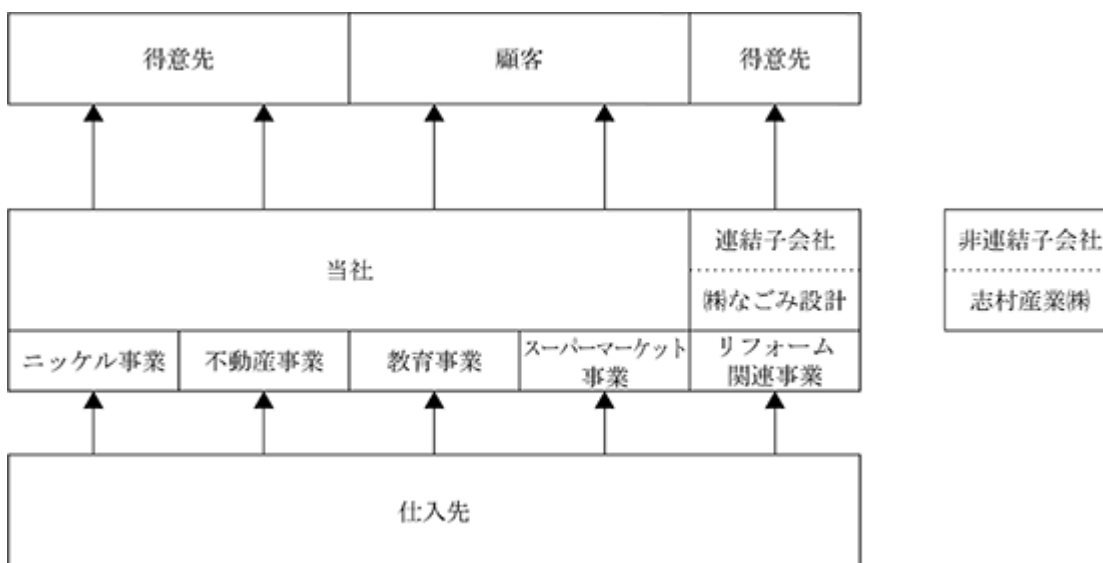 得意先
顧客
得意先
当社
連結子会社
㈱なごみ設計
非連結子会社
志村産業㈱
ニッケル事業
不動産事業
教育事業
スーパーマーケット
事業
リフォーム
関連事業
仕入先